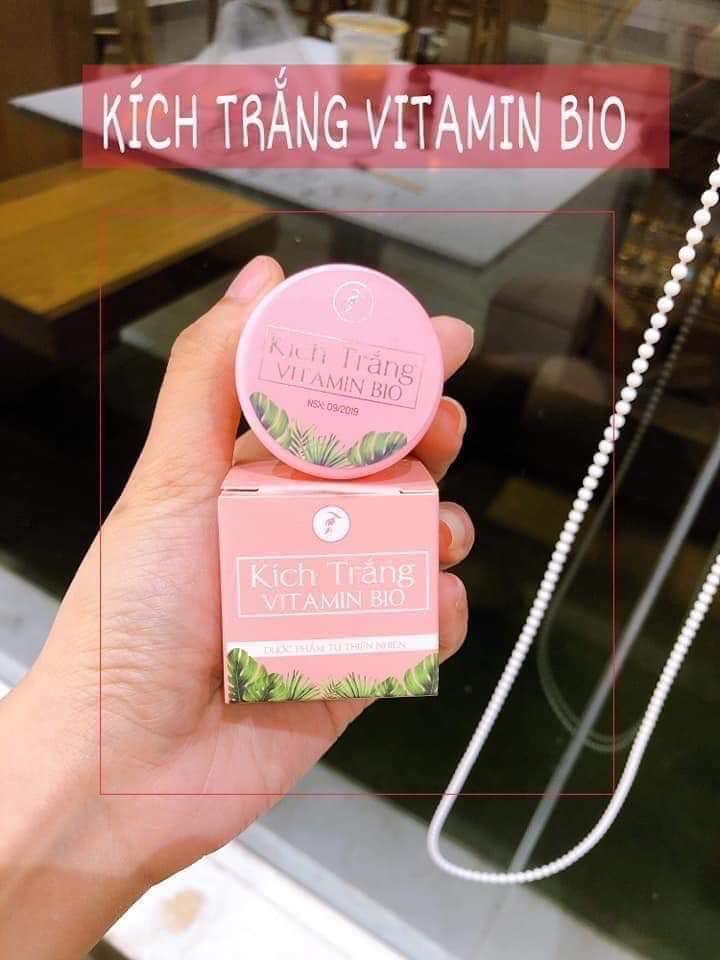 KÍCH TRẮNG VITAMIN BIO
Kích Trắng
VITAMIN BIO
NSX: 09/2019
Kích Trắng
VITAMIN BIO
DƯỢC PHẨM TỪ THIÊN NHIÊN